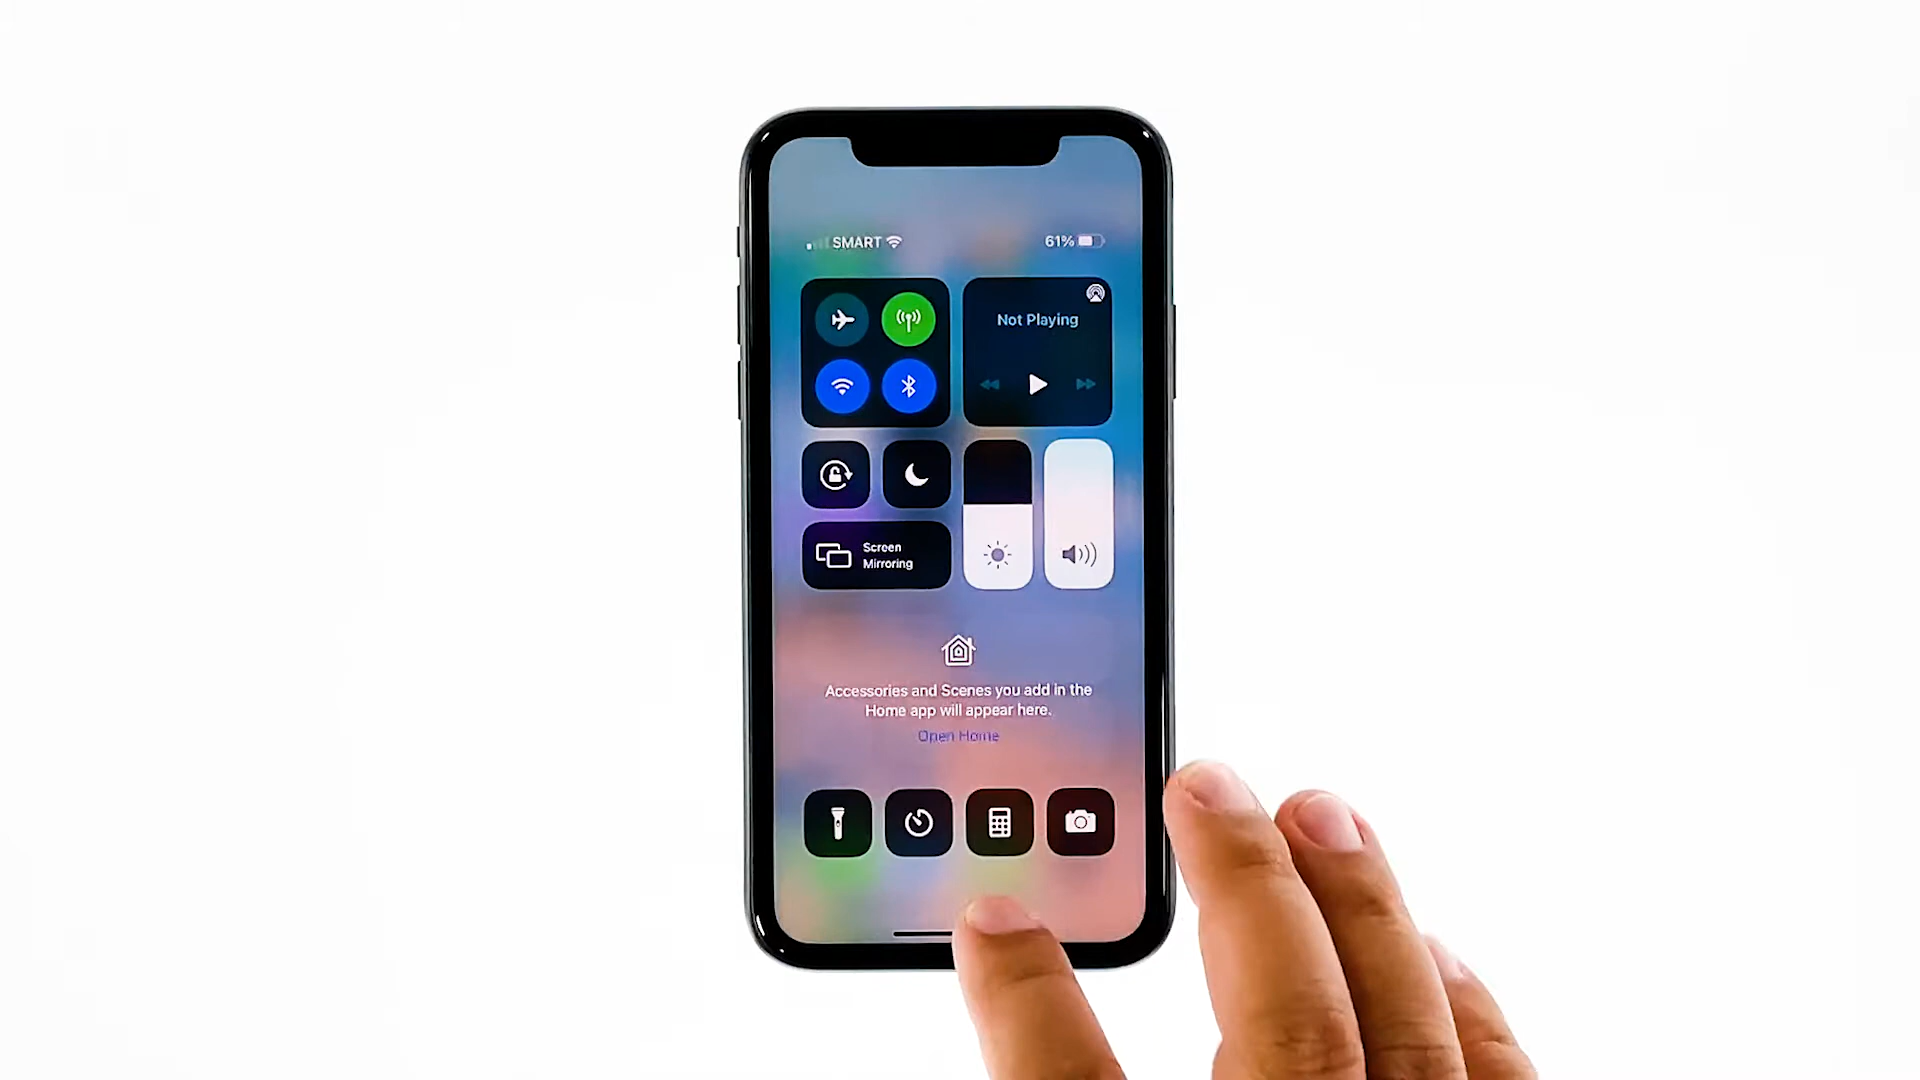 SMART
61%
Not Playing
Screen
Mirroring
Accessories and Scenes you add in the
Home app will appear here.
Open Home